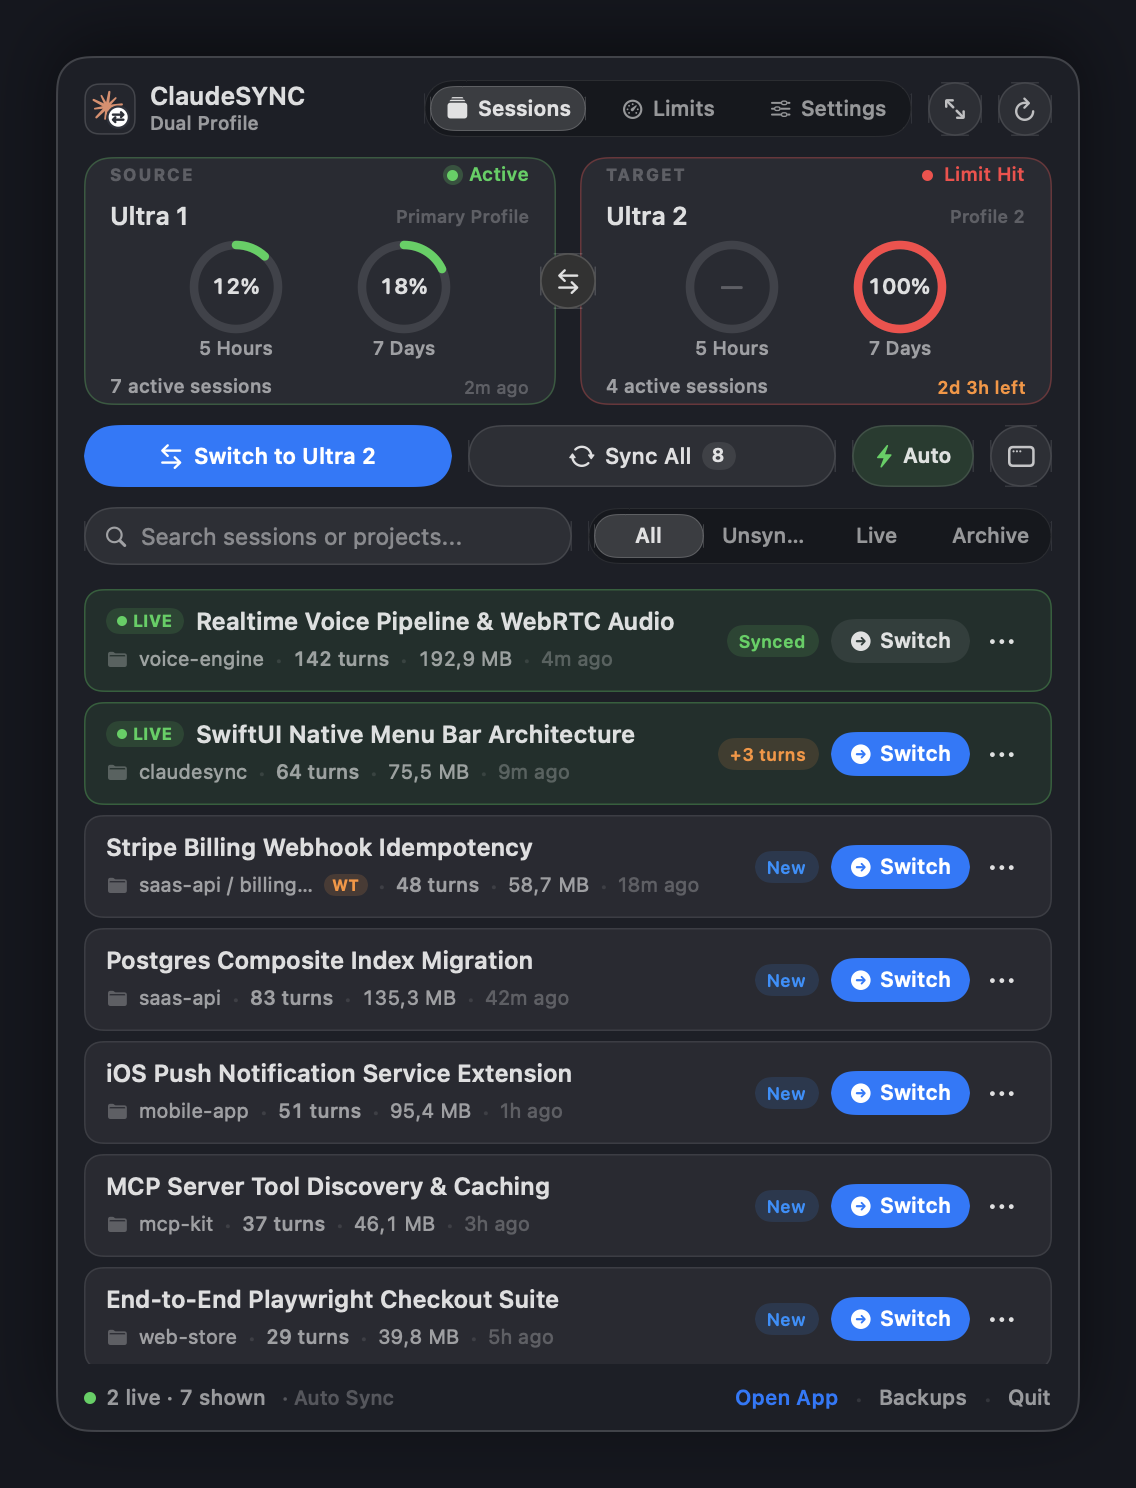 ClaudeSYNC
Dual Profile
Sessions
Limits
Settings
SOURCE
Active
Ultra 1
Primary Profile
12%
18%
5 Hours
7 Days
7 active sessions
2m ago
TARGET
Limit Hit
Ultra 2
Profile 2
—
100%
5 Hours
7 Days
4 active sessions
2d 3h left
Switch to Ultra 2
Sync All 8
Auto
Search sessions or projects...
All
Unsyn...
Live
Archive
LIVE Realtime Voice Pipeline & WebRTC Audio
voice-engine · 142 turns · 192,9 MB · 4m ago
Synced
Switch
LIVE SwiftUI Native Menu Bar Architecture
claudesync · 64 turns · 75,5 MB · 9m ago
+3 turns
Switch
Stripe Billing Webhook Idempotency
saas-api / billing... WT · 48 turns · 58,7 MB · 18m ago
New
Switch
Postgres Composite Index Migration
saas-api · 83 turns · 135,3 MB · 42m ago
New
Switch
iOS Push Notification Service Extension
mobile-app · 51 turns · 95,4 MB · 1h ago
New
Switch
MCP Server Tool Discovery & Caching
mcp-kit · 37 turns · 46,1 MB · 3h ago
New
Switch
End-to-End Playwright Checkout Suite
web-store · 29 turns · 39,8 MB · 5h ago
New
Switch
2 live · 7 shown · Auto Sync
Open App · Backups · Quit